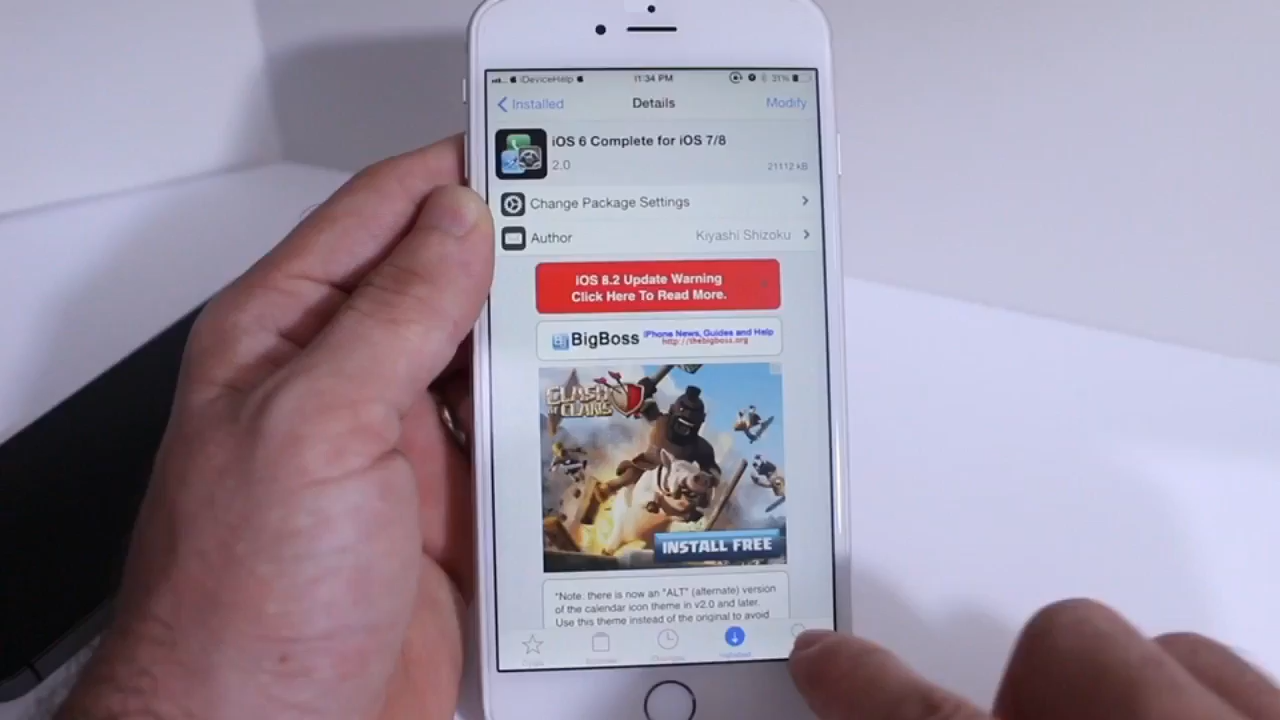 iDeviceHelp
11:34 PM
31%
Installed
Details
Modify
iOS 6 Complete for iOS 7/8
2.0
21112 kB
Change Package Settings
Author
Kiyashi Shizoku
iOS 8.2 Update Warning
Click Here To Read More.
BigBoss
iPhone News, Guides and Help
http://thebigboss.org
CLASH
OF CLANS
INSTALL FREE
*Note: there is now an "ALT" (alternate) version
of the calendar icon theme in v2.0 and later.
Use this theme instead of the original to avoid